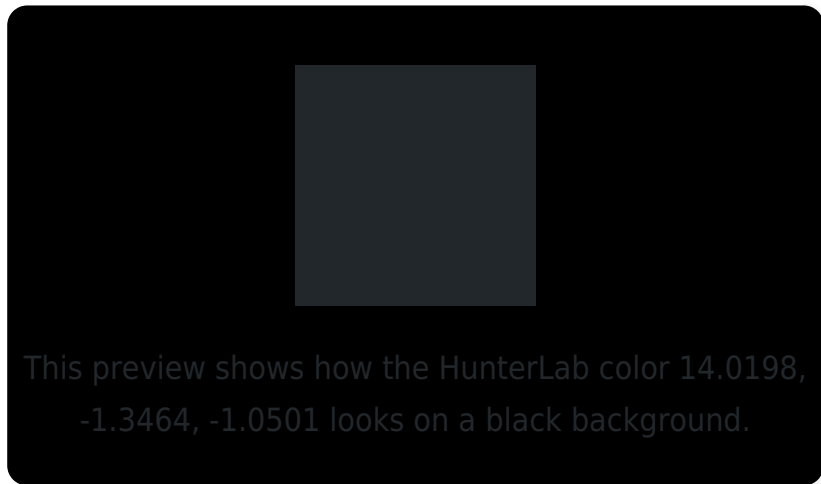 This preview shows how the HunterLab color 14.0198,
-1.3464, -1.0501 looks on a black background.